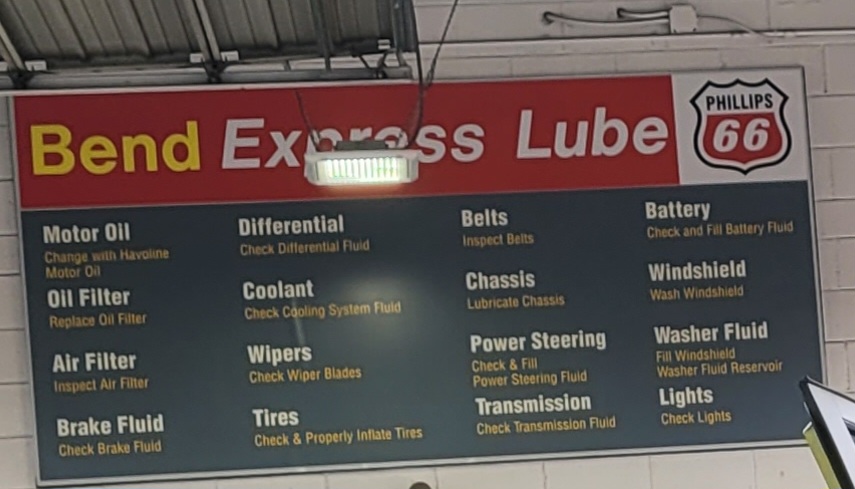 Bend Express Lube
PHILLIPS
66
Motor Oil
Change with Havoline
Motor Oil
Oil Filter
Replace Oil Filter
Air Filter
Inspect Air Filter
Brake Fluid
Check Brake Fluid
Differential
Check Differential Fluid
Coolant
Check Cooling System Fluid
Wipers
Check Wiper Blades
Tires
Check & Properly Inflate Tires
Belts
Inspect Belts
Chassis
Lubricate Chassis
Power Steering
Check & Fill
Power Steering Fluid
Transmission
Check Transmission Fluid
Battery
Check and Fill Battery Fluid
Windshield
Wash Windshield
Washer Fluid
Fill Windshield
Washer Fluid Reservoir
Lights
Check Lights